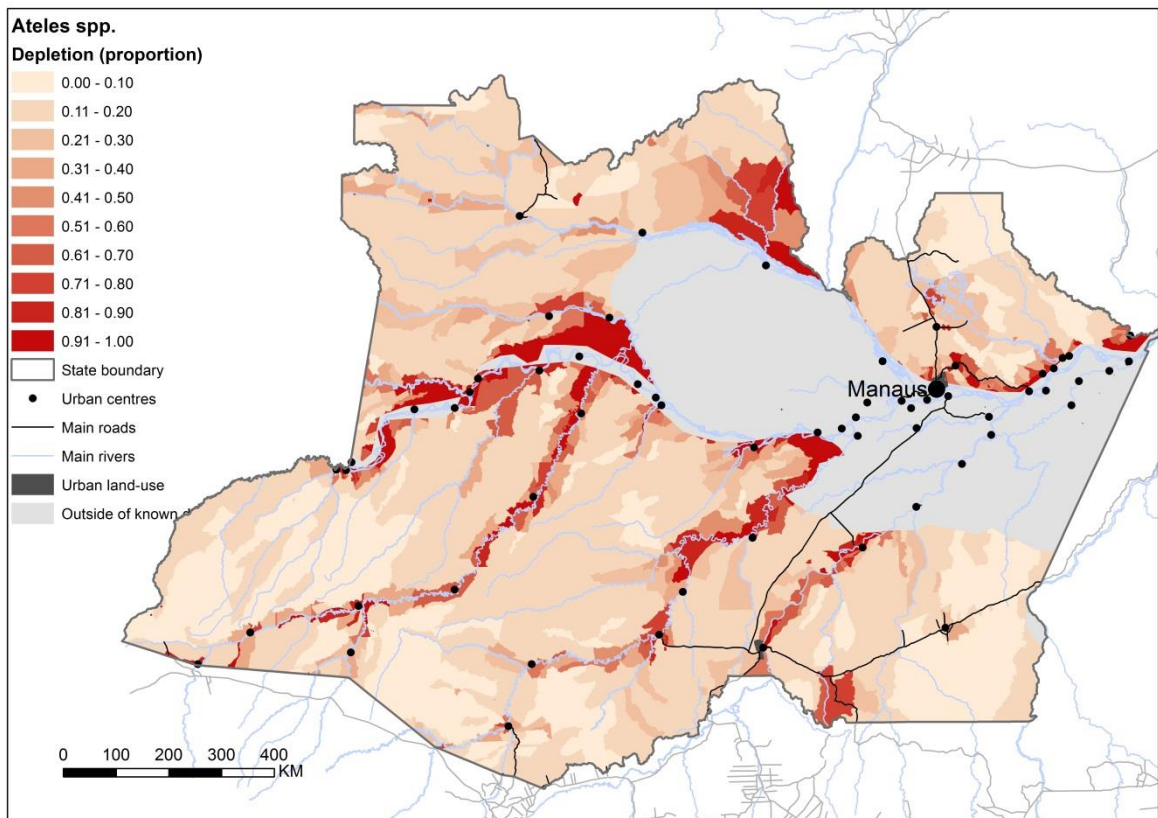 Ateles spp.
Depletion (proportion)
0.00 - 0.10
0.11 - 0.20
0.21 - 0.30
0.31 - 0.40
0.41 - 0.50
0.51 - 0.60
0.61 - 0.70
0.71 - 0.80
0.81 - 0.90
0.91 - 1.00
State boundary
Urban centres
Main roads
Main rivers
Urban land-use
Outside of known
Manaus
0 100 200 300 400
KM